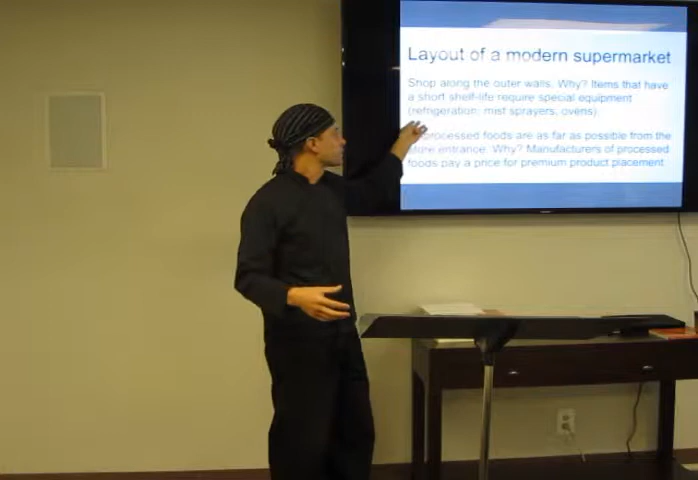 Layout of a modern supermarket
Shop along the outer walls. Why? Items that have
a short shelf-life require special equipment
(refrigeration, mist sprayers, ovens).
processed foods are as far as possible from the
store entrance. Why? Manufacturers of processed
foods pay a price for premium product placement.